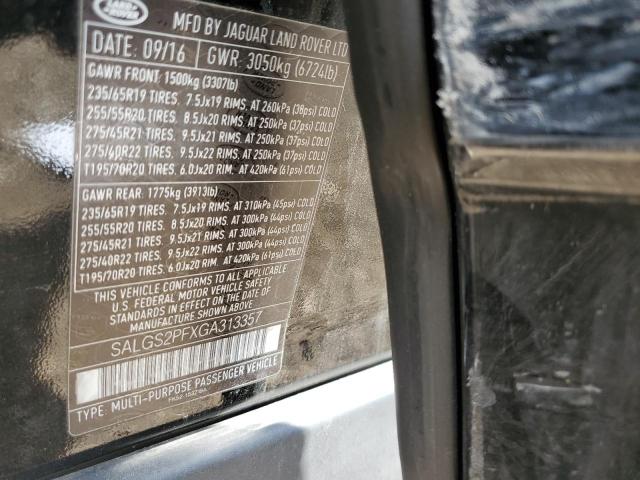 LAND ROVER
MFD BY JAGUAR LAND ROVER LTD
DATE: 09/16 GWR: 3050kg (6724lb)
GAWR FRONT: 1500kg (3307lb)
235/65R19 TIRES. 7.5Jx19 RIMS. AT 260kPa (38psi) COLD
255/55R20 TIRES. 8.5Jx20 RIMS. AT 250kPa (37psi) COLD
275/45R21 TIRES. 9.5Jx21 RIMS. AT 250kPa (37psi) COLD
275/40R22 TIRES. 9.5Jx22 RIMS. AT 250kPa (37psi) COLD
T195/70R20 TIRES. 6.0Jx20 RIM. AT 420kPa (61psi) COLD
GAWR REAR: 1775kg (3913lb)
235/65R19 TIRES. 7.5Jx19 RIMS. AT 310kPa (45psi) COLD
255/55R20 TIRES. 8.5Jx20 RIMS. AT 300kPa (44psi) COLD
275/45R21 TIRES. 9.5Jx21 RIMS. AT 300kPa (44psi) COLD
275/40R22 TIRES. 9.5Jx22 RIMS. AT 300kPa (44psi) COLD
T195/70R20 TIRES. 6.0Jx20 RIM. AT 420kPa (61psi) COLD
THIS VEHICLE CONFORMS TO ALL APPLICABLE
U.S. FEDERAL MOTOR VEHICLE SAFETY
STANDARDS IN EFFECT ON THE DATE OF
MANUFACTURE SHOWN ABOVE.
SALGS2PFXGA313357
TYPE: MULTI-PURPOSE PASSENGER VEHICLE